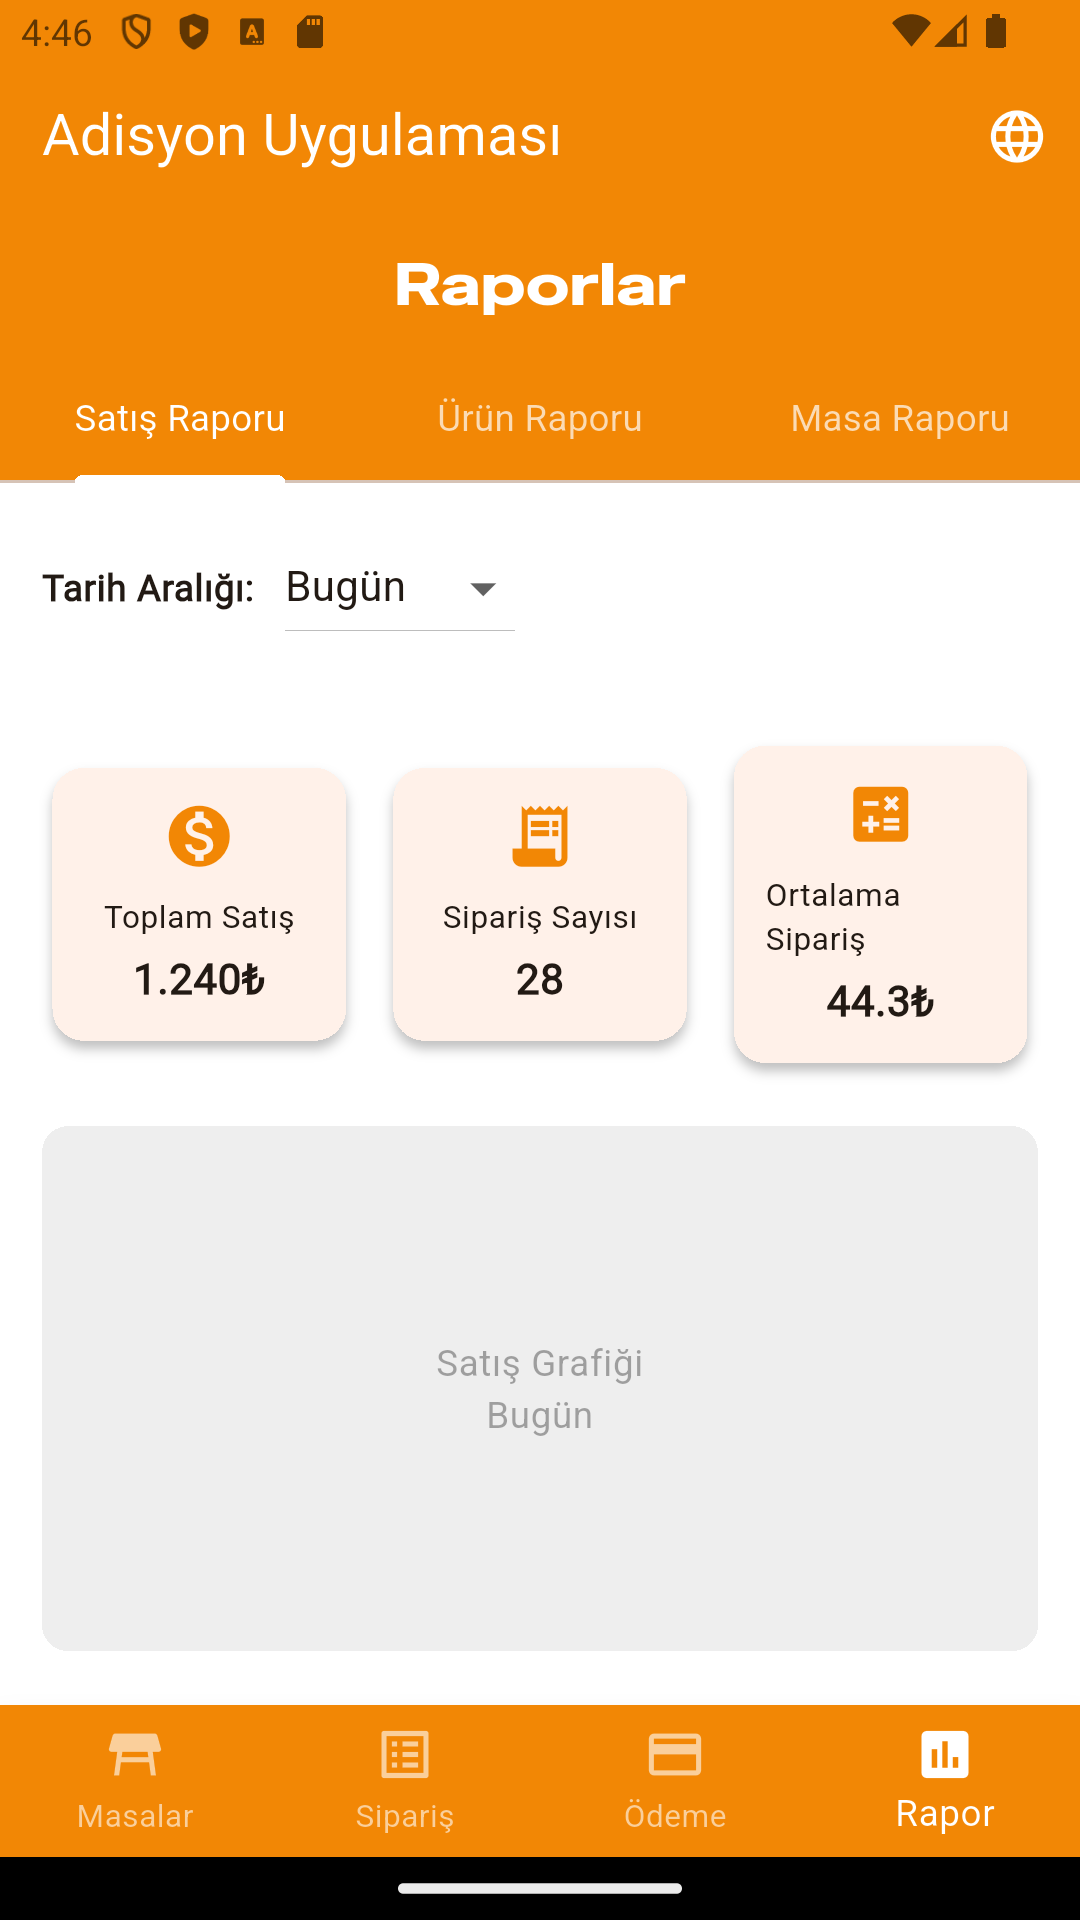 4:46
Adisyon Uygulaması
Raporlar
Satış Raporu
Ürün Raporu
Masa Raporu
Tarih Aralığı:
Bugün
Toplam Satış
1.240₺
Sipariş Sayısı
28
Ortalama
Sipariş
44.3₺
Satış Grafiği
Bugün
Masalar
Sipariş
Ödeme
Rapor